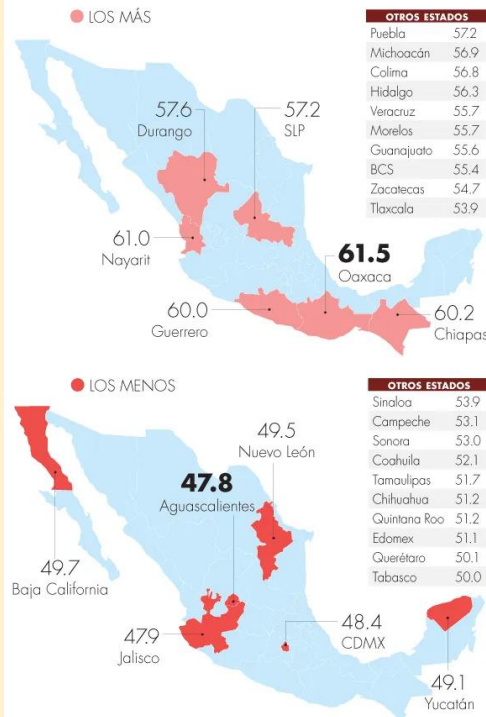 LOS MÁS
OTROS ESTADOS
Puebla 57.2
Michoacán 56.9
Colima 56.8
Hidalgo 56.3
Veracruz 55.7
Morelos 55.7
Guanajuato 55.6
BCS 55.4
Zacatecas 54.7
Tlaxcala 53.9
57.6
Durango
57.2
SLP
61.0
Nayarit
61.5
Oaxaca
60.0
Guerrero
60.2
Chiapas
LOS MENOS
OTROS ESTADOS
Sinaloa 53.9
Campeche 53.1
Sonora 53.0
Coahuila 52.1
Tamaulipas 51.7
Chihuahua 51.2
Quintana Roo 51.2
Edomex 51.1
Querétaro 50.1
Tabasco 50.0
49.5
Nuevo León
47.8
Aguascalientes
49.7
Baja California
47.9
Jalisco
48.4
CDMX
49.1
Yucatán